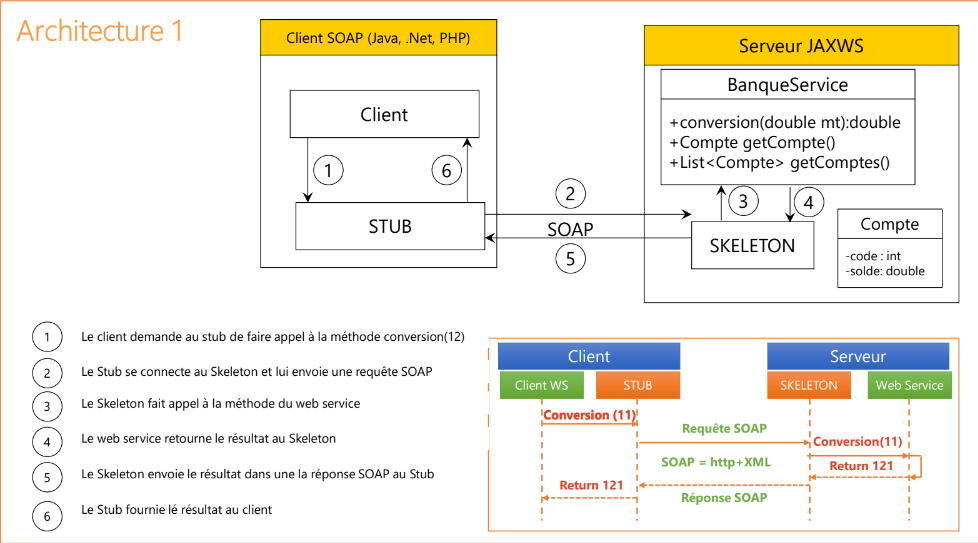 Architecture 1
Client SOAP (Java, .Net, PHP)
Client
1
6
STUB
2
SOAP
5
Serveur JAXWS
BanqueService
+conversion(double mt):double
+Compte getCompte()
+List<Compte> getComptes()
3
4
SKELETON
Compte
-code : int
-solde: double
1 Le client demande au stub de faire appel à la méthode conversion(12)
2 Le Stub se connecte au Skeleton et lui envoie une requête SOAP
3 Le Skeleton fait appel à la méthode du web service
4 Le web service retourne le résultat au Skeleton
5 Le Skeleton envoie le résultat dans une la réponse SOAP au Stub
6 Le Stub fournie lé résultat au client
Client
Serveur
Client WS
STUB
SKELETON
Web Service
Conversion (11)
Requête SOAP
Conversion(11)
SOAP = http+XML
Return 121
Return 121
Réponse SOAP